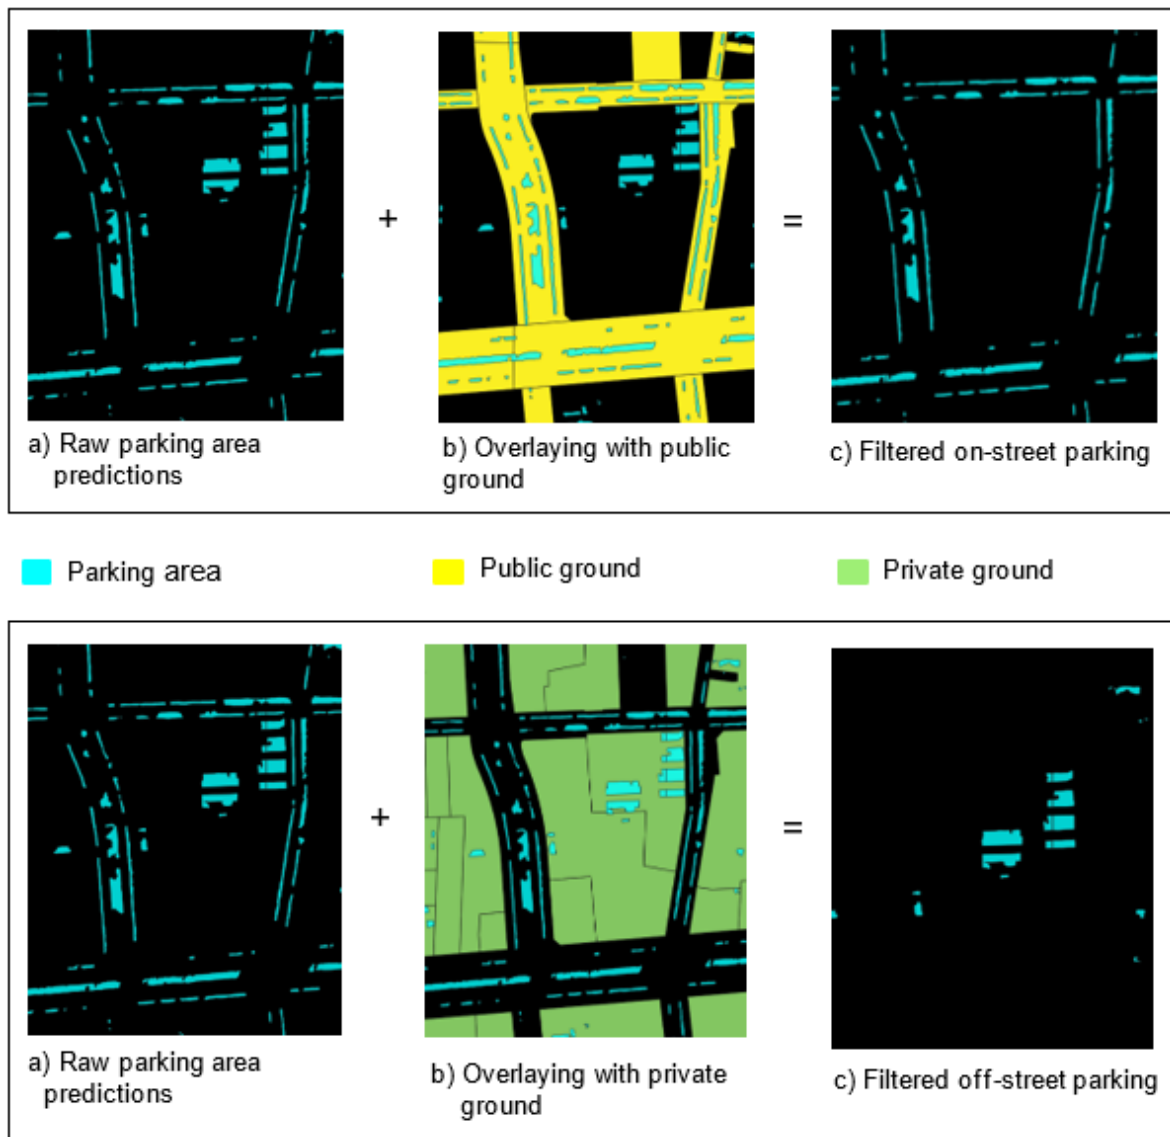 +
=
a) Raw parking area
predictions
b) Overlaying with public
ground
c) Filtered on-street parking
Parking area
Public ground
Private ground
+
=
a) Raw parking area
predictions
b) Overlaying with private
ground
c) Filtered off-street parking